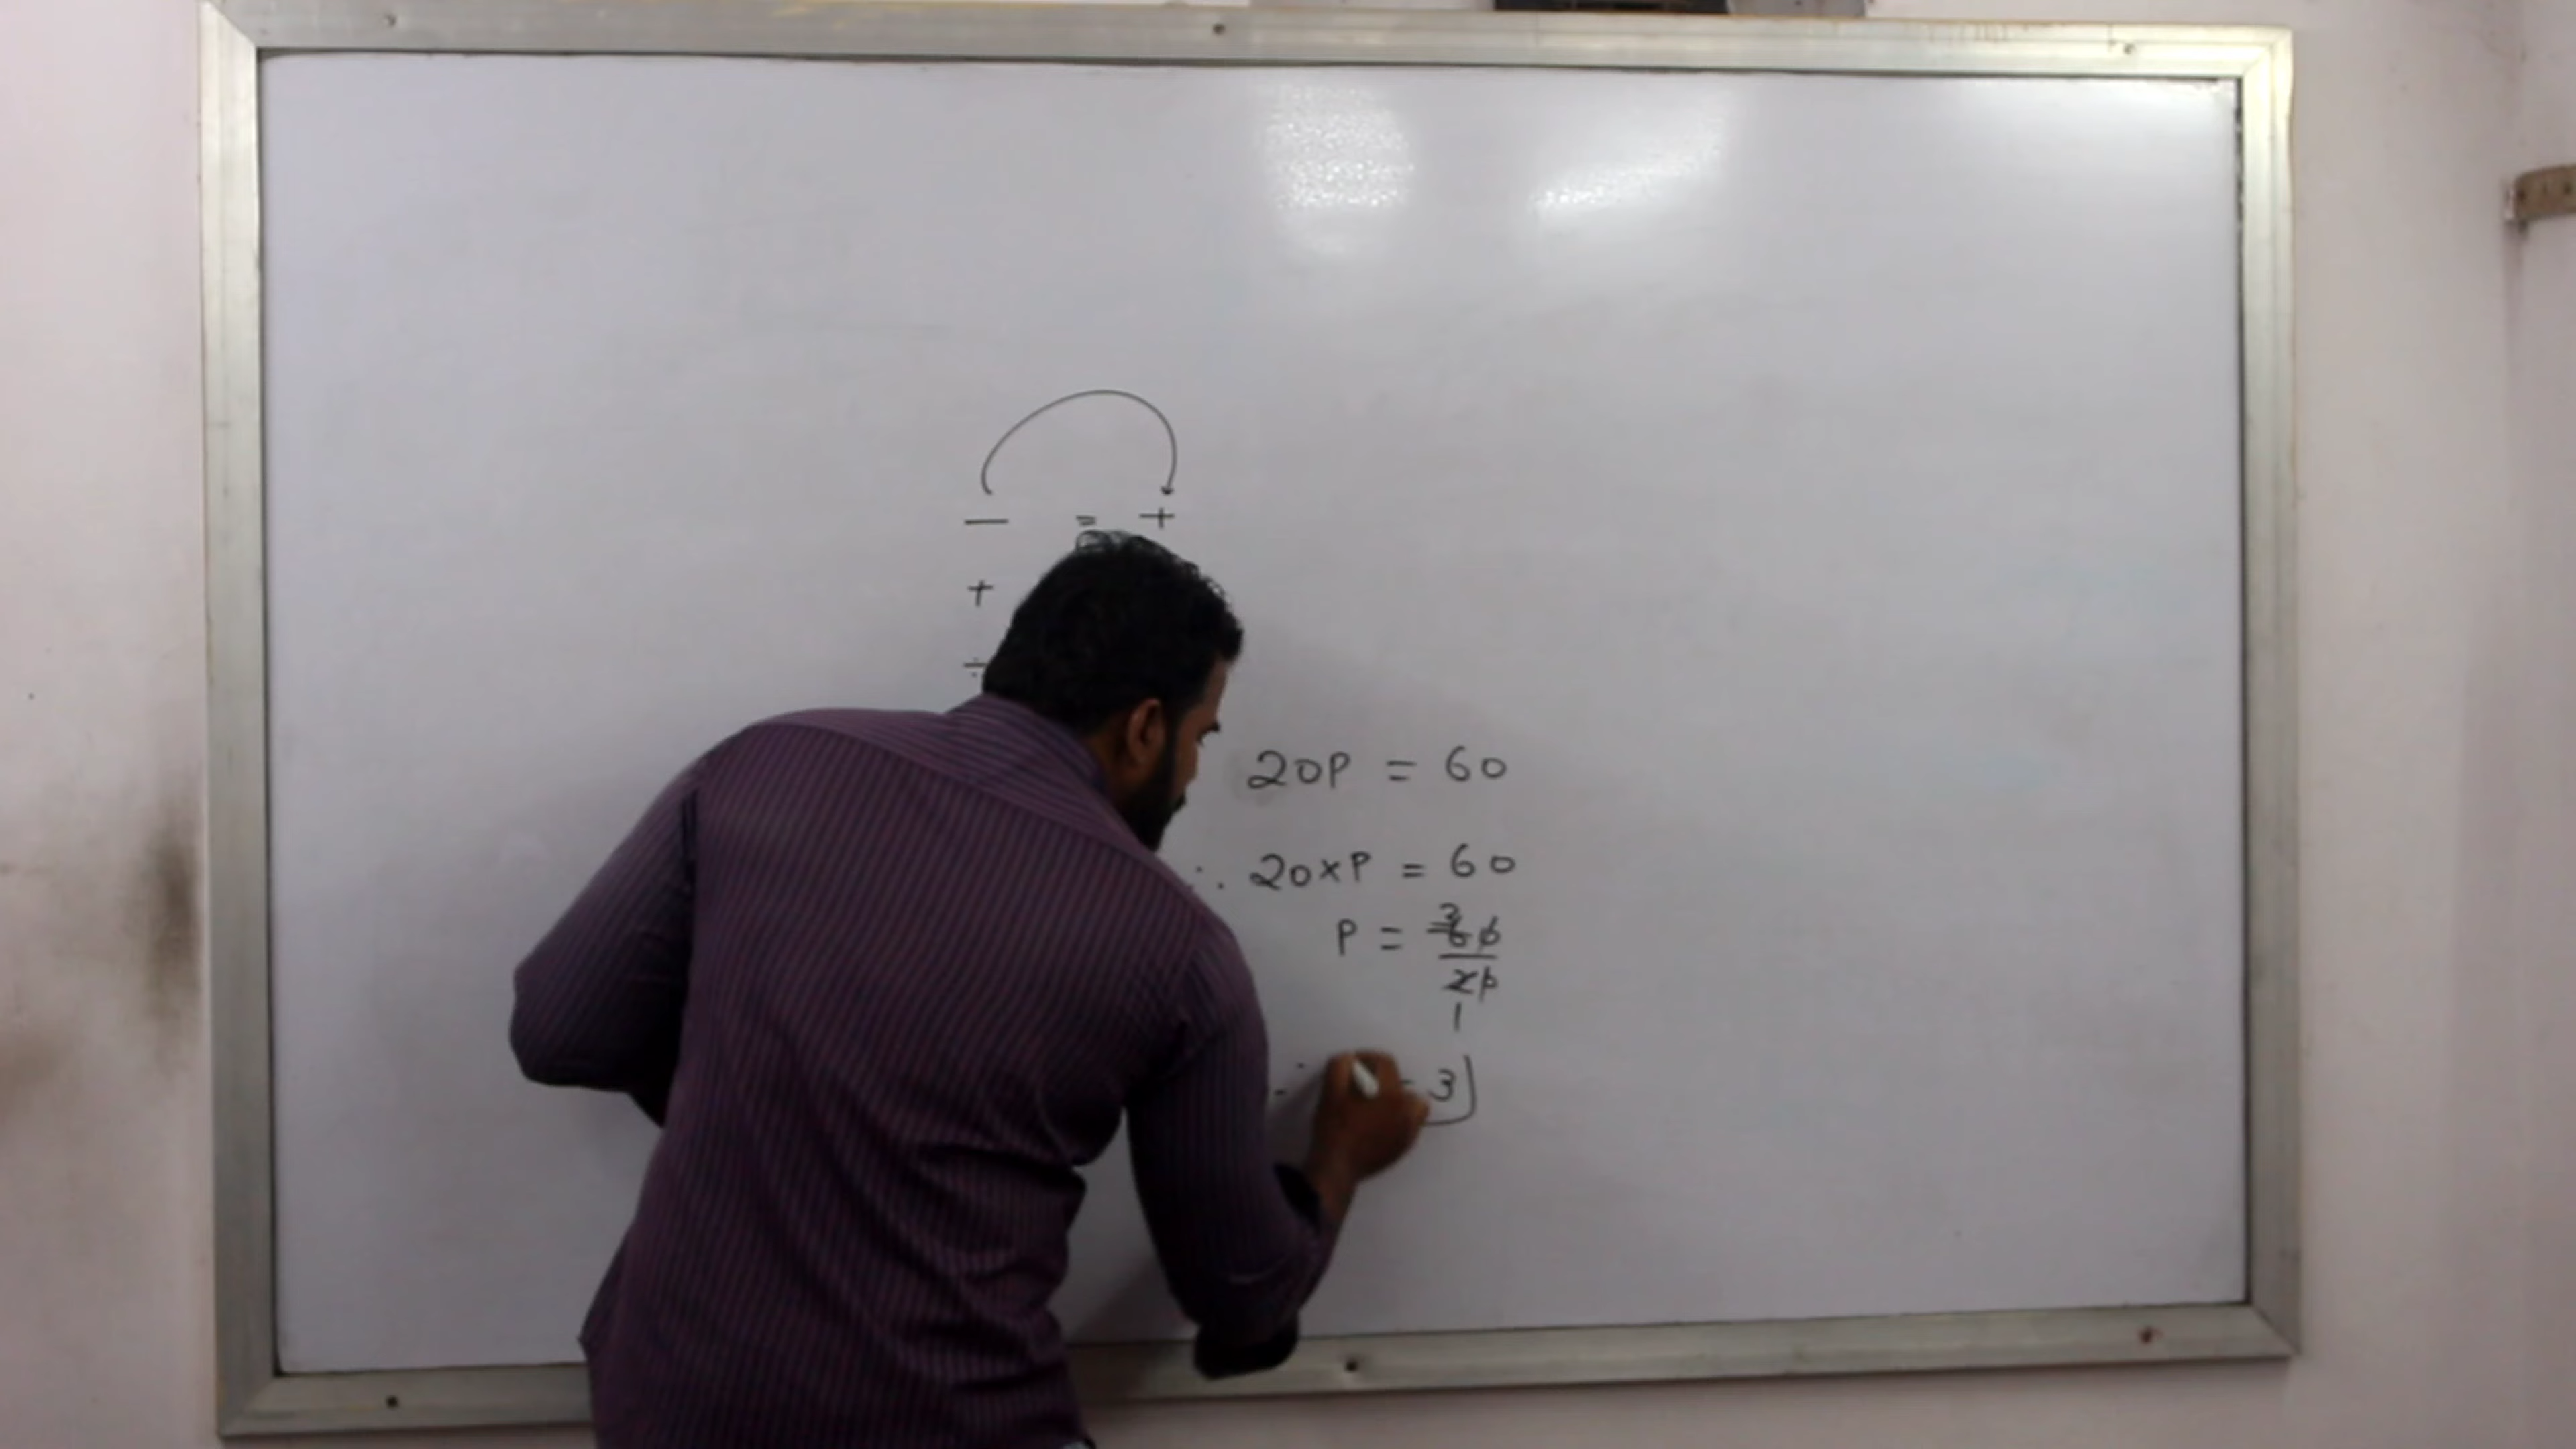 − = +
+
÷
20P = 60
∴ 20×P = 60
P = 60/20
3
1
= 3